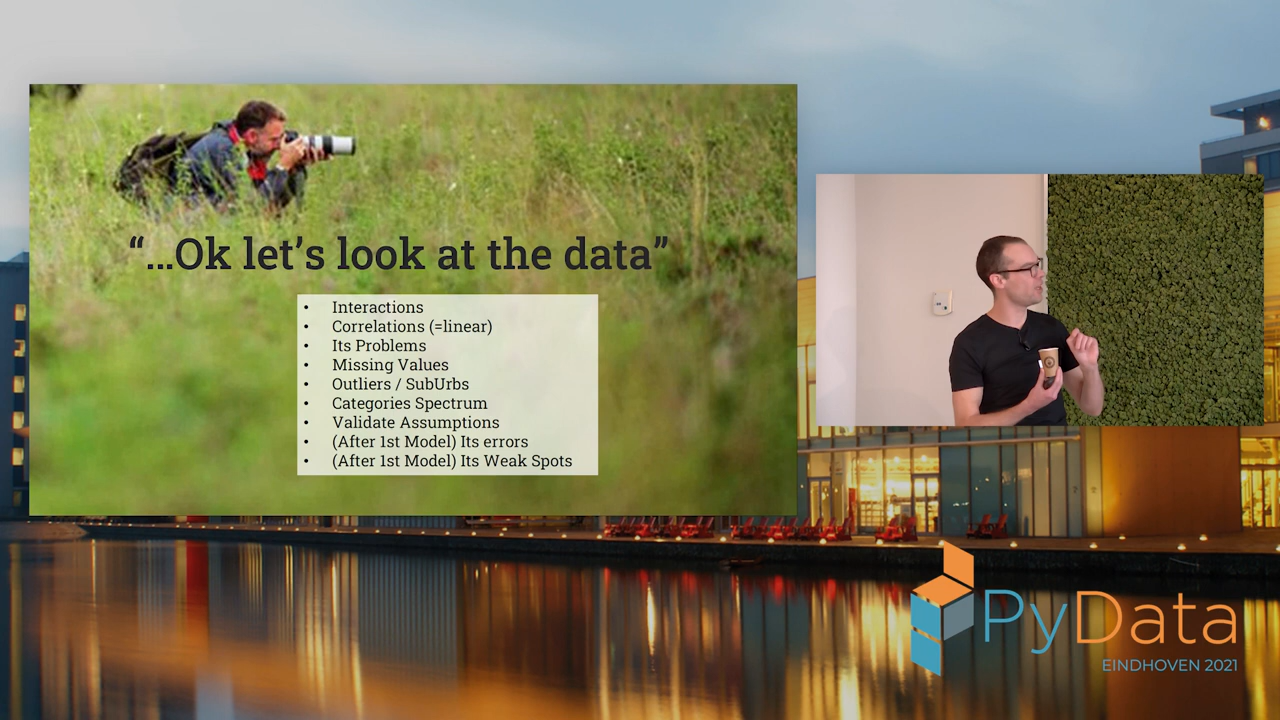 “...Ok let’s look at the data”
• Interactions
• Correlations (=linear)
• Its Problems
• Missing Values
• Outliers / SubUrbs
• Categories Spectrum
• Validate Assumptions
• (After 1st Model) Its errors
• (After 1st Model) Its Weak Spots
PyData
EINDHOVEN 2021